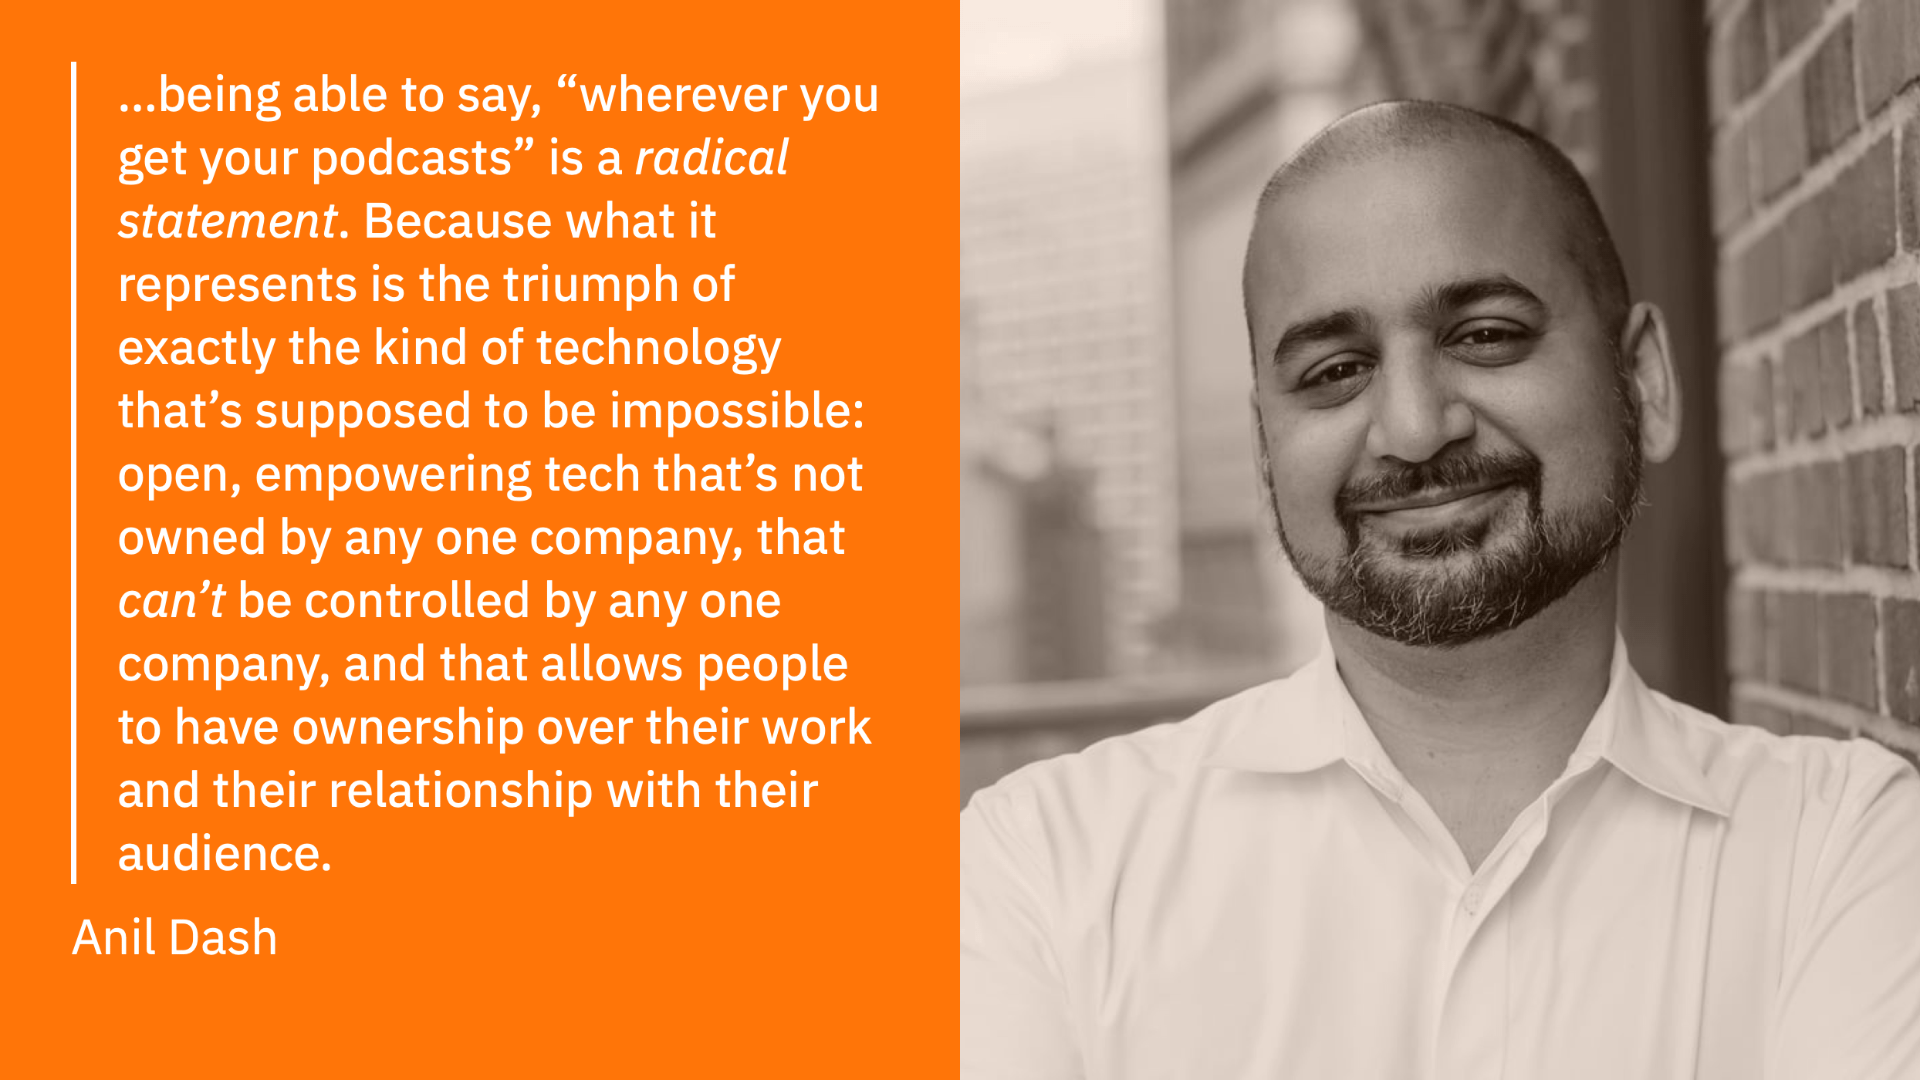 ...being able to say, “wherever you
get your podcasts” is a radical
statement. Because what it
represents is the triumph of
exactly the kind of technology
that’s supposed to be impossible:
open, empowering tech that’s not
owned by any one company, that
can’t be controlled by any one
company, and that allows people
to have ownership over their work
and their relationship with their
audience.
Anil Dash